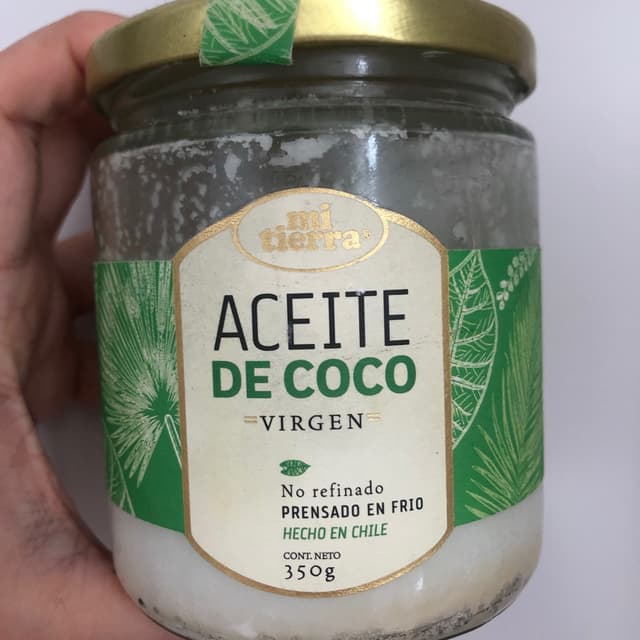 mi
tierra
ACEITE
DE COCO
VIRGEN
No refinado
PRENSADO EN FRIO
HECHO EN CHILE
CONT. NETO
350g